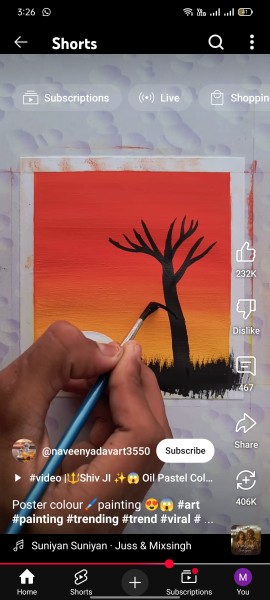 3:26
Shorts
Subscriptions
Live
Shoppin
232K
Dislike
467
Share
@naveenyadavart3550
Subscribe
#video |🔱Shiv JI ✨😱 Oil Pastel Col...
Poster colour🖌️painting 😍😱 #art
#painting #trending #trend #viral # ...
406K
Suniyan Suniyan · Juss & Mixsingh
Home
Shorts
Subscriptions
M
You